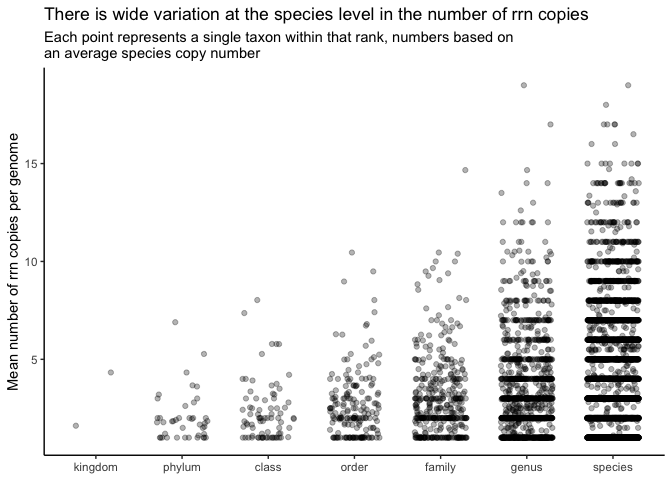 There is wide variation at the species level in the number of rrn copies
Each point represents a single taxon within that rank, numbers based on
an average species copy number
Mean number of rrn copies per genome
15
10
5
kingdom phylum class order family genus species